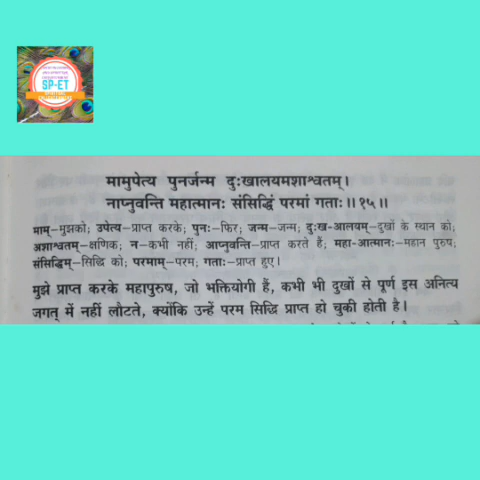 SP-ET
मामुपेत्य पुनर्जन्म दुःखालयमशाश्वतम्।
नाप्नुवन्ति महात्मानः संसिद्धिं परमां गताः॥१५॥
माम्–मुझको; उपेत्य–प्राप्त करके; पुनः–फिर; जन्म–जन्म; दुःख-आलयम्–दुखों के स्थान को;
अशाश्वतम्–क्षणिक; न–कभी नहीं; आप्नुवन्ति–प्राप्त करते हैं; महा-आत्मानः–महान पुरुष;
संसिद्धिम्–सिद्धि को; परमाम्–परम; गताः–प्राप्त हुए।
मुझे प्राप्त करके महापुरुष, जो भक्तियोगी हैं, कभी भी दुखों से पूर्ण इस अनित्य
जगत् में नहीं लौटते, क्योंकि उन्हें परम सिद्धि प्राप्त हो चुकी होती है।